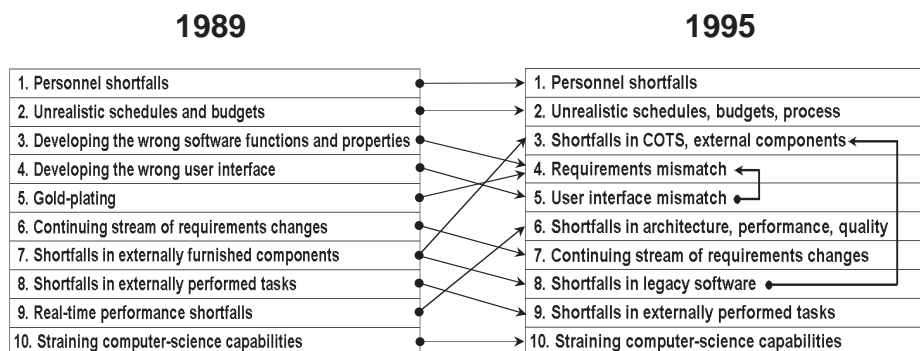 1989
1995
1. Personnel shortfalls
2. Unrealistic schedules and budgets
3. Developing the wrong software functions and properties
4. Developing the wrong user interface
5. Gold-plating
6. Continuing stream of requirements changes
7. Shortfalls in externally furnished components
8. Shortfalls in externally performed tasks
9. Real-time performance shortfalls
10. Straining computer-science capabilities
1. Personnel shortfalls
2. Unrealistic schedules, budgets, process
3. Shortfalls in COTS, external components
4. Requirements mismatch
5. User interface mismatch
6. Shortfalls in architecture, performance, quality
7. Continuing stream of requirements changes
8. Shortfalls in legacy software
9. Shortfalls in externally performed tasks
10. Straining computer-science capabilities